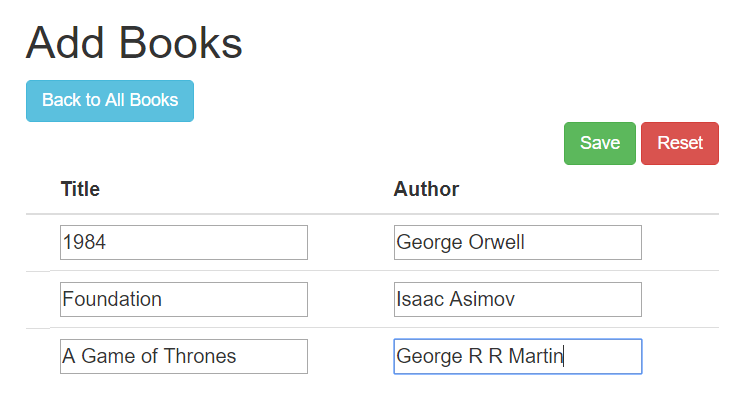 Add Books
Back to All Books
Save Reset
Title Author
1984 George Orwell
Foundation Isaac Asimov
A Game of Thrones George R R Martin